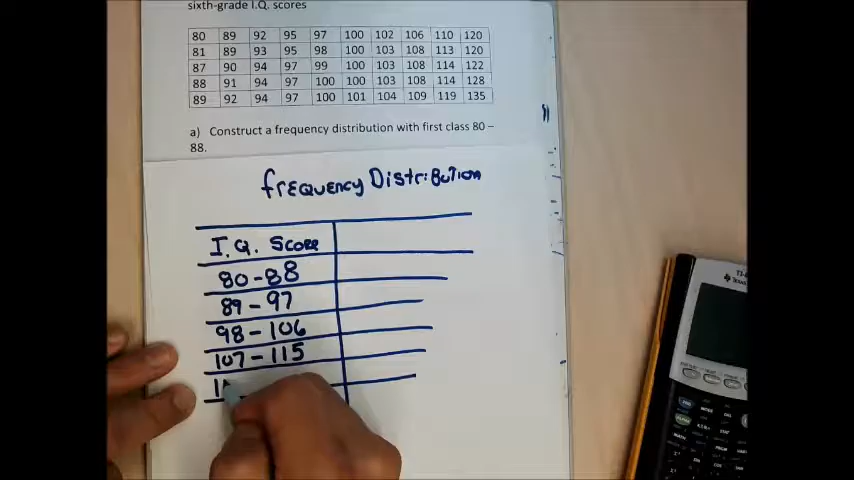 sixth-grade I.Q. scores
80 89 92 95 97 100 102 106 110 120
81 89 93 95 98 100 103 108 113 120
87 90 94 97 99 100 103 108 114 122
88 91 94 97 100 100 103 108 114 128
89 92 94 97 100 101 104 109 119 135
a) Construct a frequency distribution with first class 80 –
88.
frequency Distribution
I.Q. Score
80-88
89-97
98-106
107-115